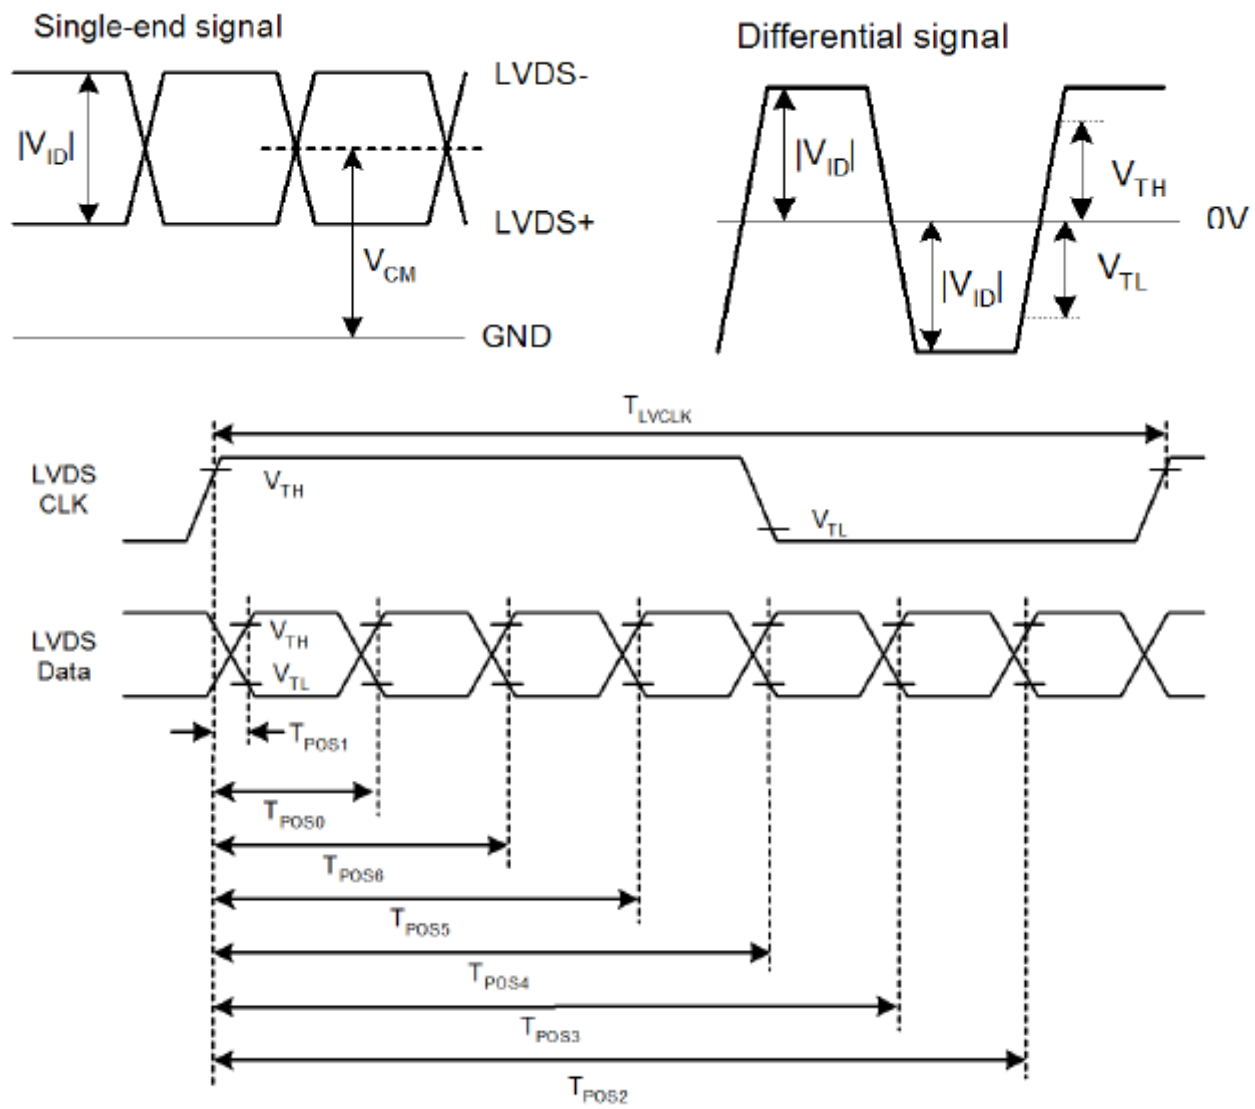 Single-end signal
LVDS-
|VID|
LVDS+
VCM
GND
Differential signal
|VID|
VTH
0V
|VID|
VTL
TLVCLK
LVDS
CLK
VTH
VTL
LVDS
Data
VTH
VTL
TPOS1
TPOS0
TPOS6
TPOS5
TPOS4
TPOS3
TPOS2